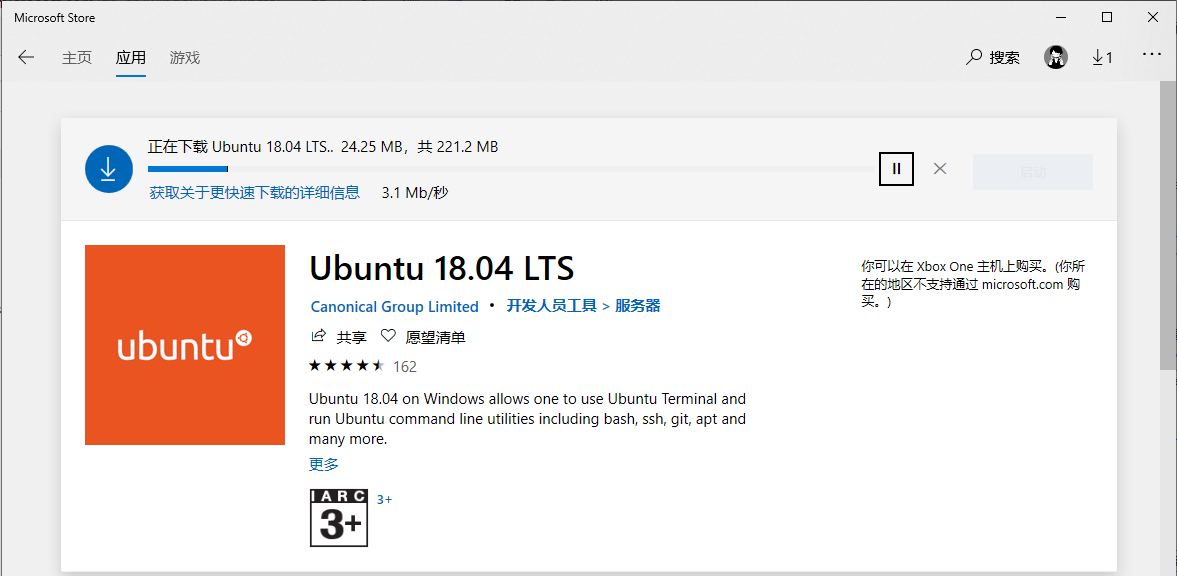 Microsoft Store
主页 应用 游戏 搜索 1
正在下载 Ubuntu 18.04 LTS.. 24.25 MB，共 221.2 MB
启动
获取关于更快速下载的详细信息 3.1 Mb/秒
ubuntu
Ubuntu 18.04 LTS
Canonical Group Limited • 开发人员工具 > 服务器
共享 愿望清单
162
Ubuntu 18.04 on Windows allows one to use Ubuntu Terminal and
run Ubuntu command line utilities including bash, ssh, git, apt and
many more.
更多
IARC
3+
3+
你可以在 Xbox One 主机上购买。(你所
在的地区不支持通过 microsoft.com 购
买。)